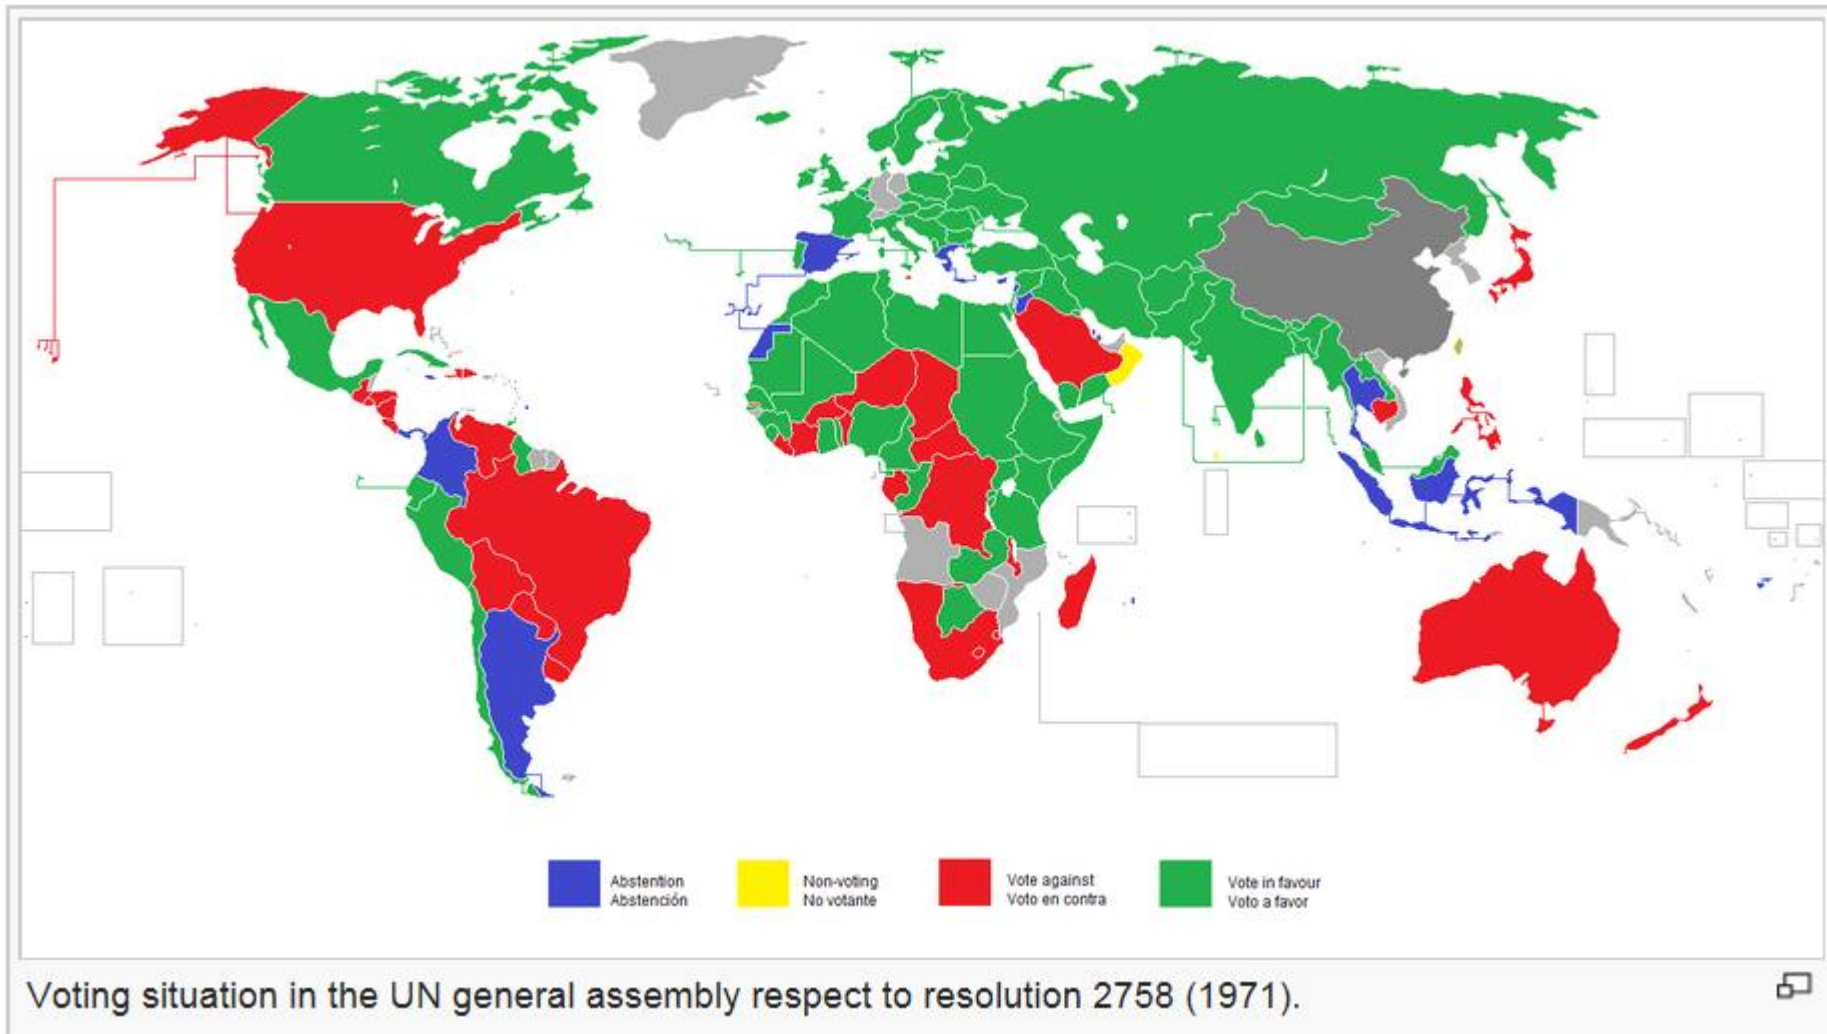 Abstention
Abstención
Non-voting
No votante
Vote against
Voto en contra
Vote in favour
Voto a favor
Voting situation in the UN general assembly respect to resolution 2758 (1971).